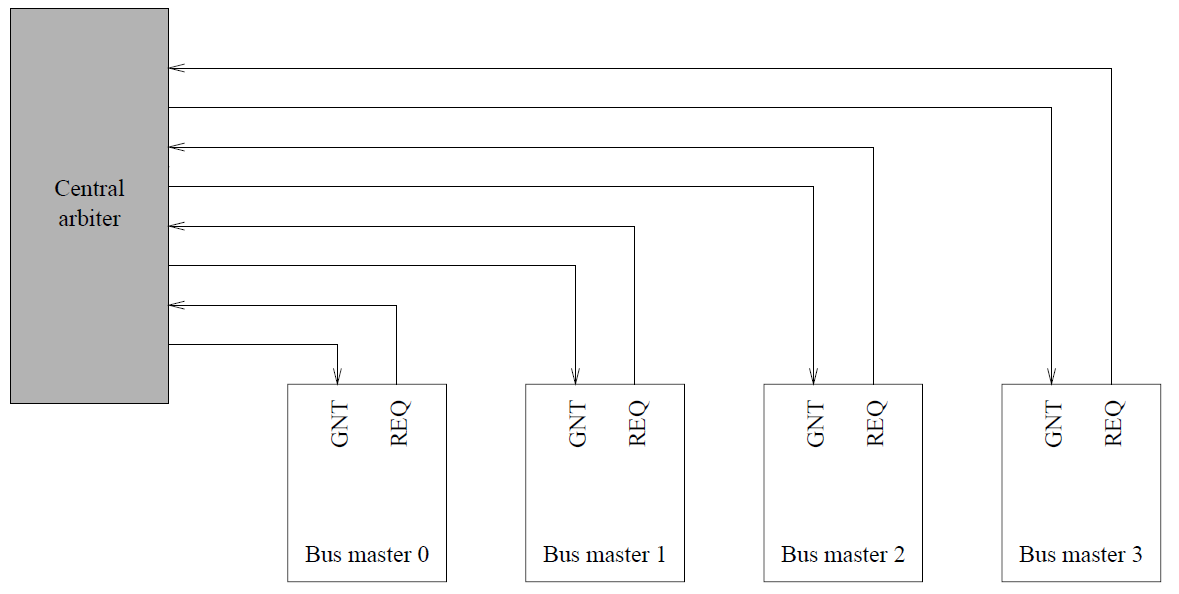 Central
arbiter
GNT
REQ
GNT
REQ
GNT
REQ
GNT
REQ
Bus master 0
Bus master 1
Bus master 2
Bus master 3